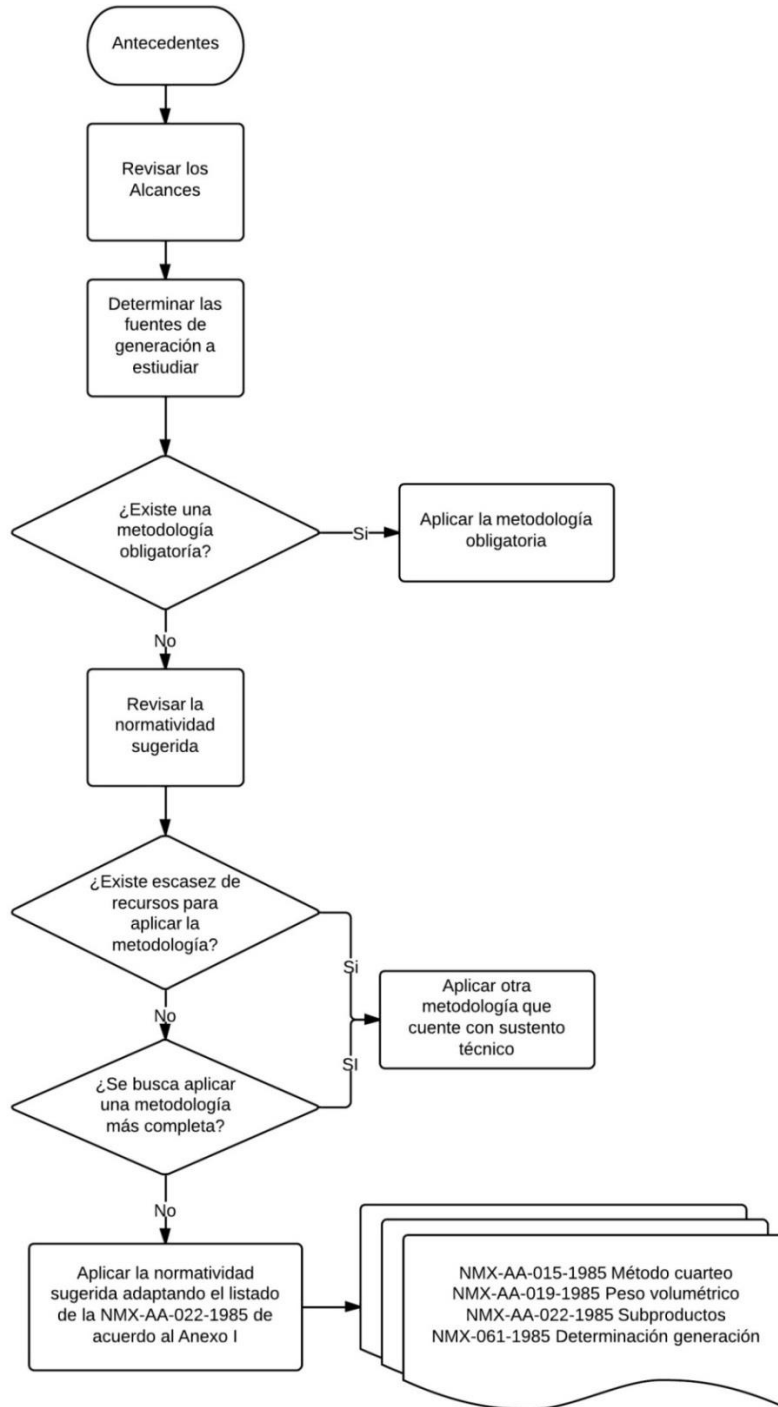 Antecedentes
Revisar los
Alcances
Determinar las
fuentes de
generación a
estiudiar
¿Existe una
metodología
obligatoría?
Si
Aplicar la metodología
obligatoria
No
Revisar la
normatividad
sugerida
¿Existe escasez de
recursos para
aplicar la
metodología?
Si
Aplicar otra
metodología que
cuente con sustento
técnico
No
SI
¿Se busca aplicar
una metodología
más completa?
No
Aplicar la normatividad
sugerida adaptando el listado
de la NMX-AA-022-1985 de
acuerdo al Anexo I
NMX-AA-015-1985 Método cuarteo
NMX-AA-019-1985 Peso volumétrico
NMX-AA-022-1985 Subproductos
NMX-061-1985 Determinación generación